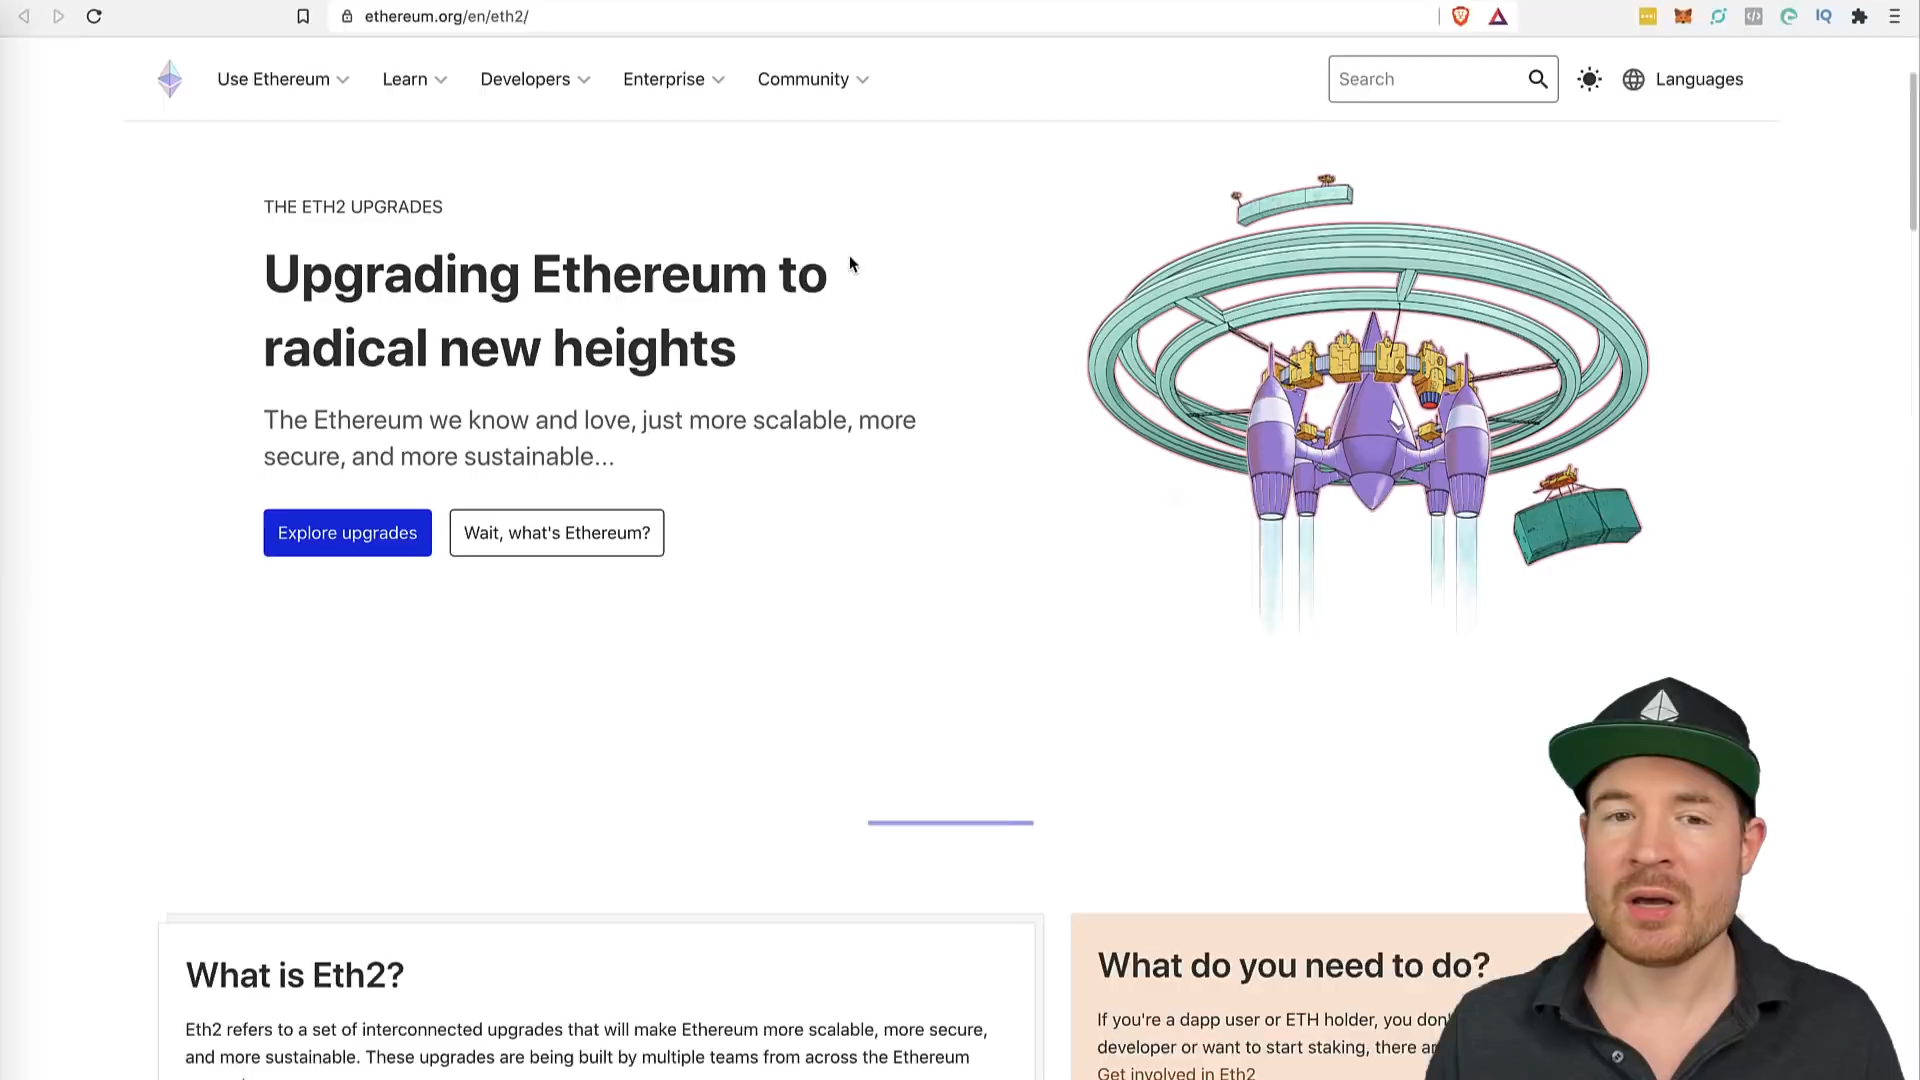 ethereum.org/en/eth2/
IQ
Use Ethereum
Learn
Developers
Enterprise
Community
Search
Languages
THE ETH2 UPGRADES
Upgrading Ethereum to
radical new heights
The Ethereum we know and love, just more scalable, more
secure, and more sustainable...
Explore upgrades
Wait, what's Ethereum?
What is Eth2?
Eth2 refers to a set of interconnected upgrades that will make Ethereum more scalable, more secure,
and more sustainable. These upgrades are being built by multiple teams from across the Ethereum
What do you need to do?
If you're a dapp user or ETH holder, you don'
developer or want to start staking, there
Get involved in Eth2